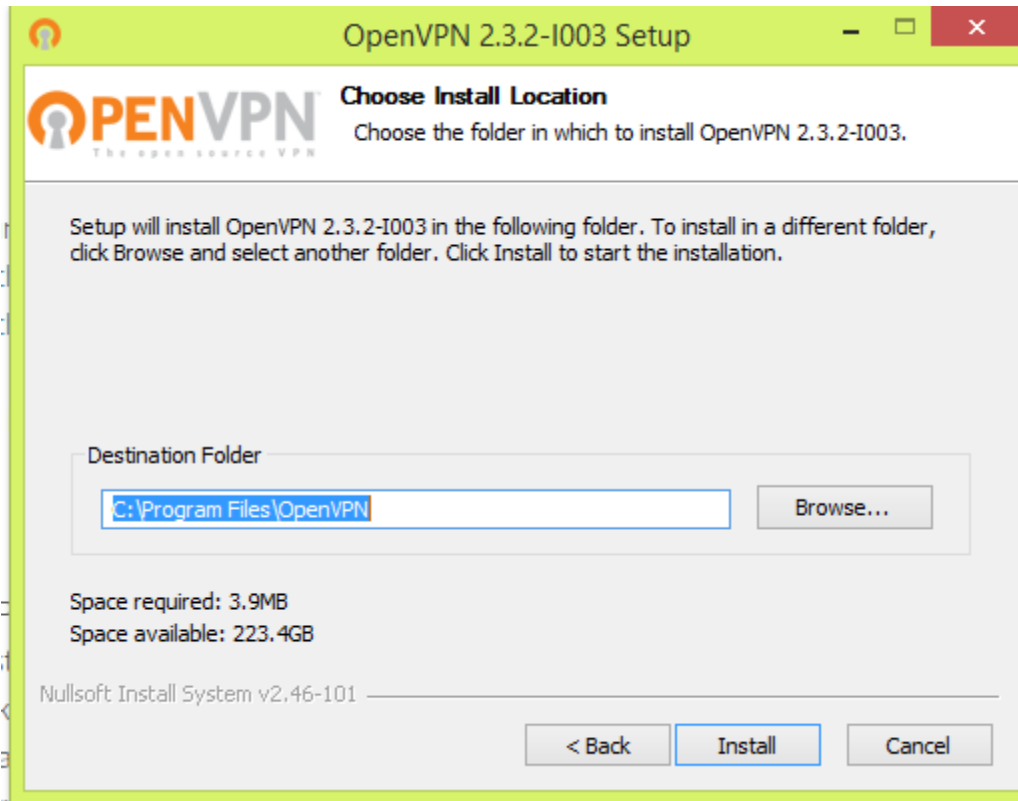 OpenVPN 2.3.2-I003 Setup
OPENVPN
The open source VPN
Choose Install Location
Choose the folder in which to install OpenVPN 2.3.2-I003.
Setup will install OpenVPN 2.3.2-I003 in the following folder. To install in a different folder,
click Browse and select another folder. Click Install to start the installation.
Destination Folder
C:\Program Files\OpenVPN
Browse...
Space required: 3.9MB
Space available: 223.4GB
Nullsoft Install System v2.46-101
< Back
Install
Cancel